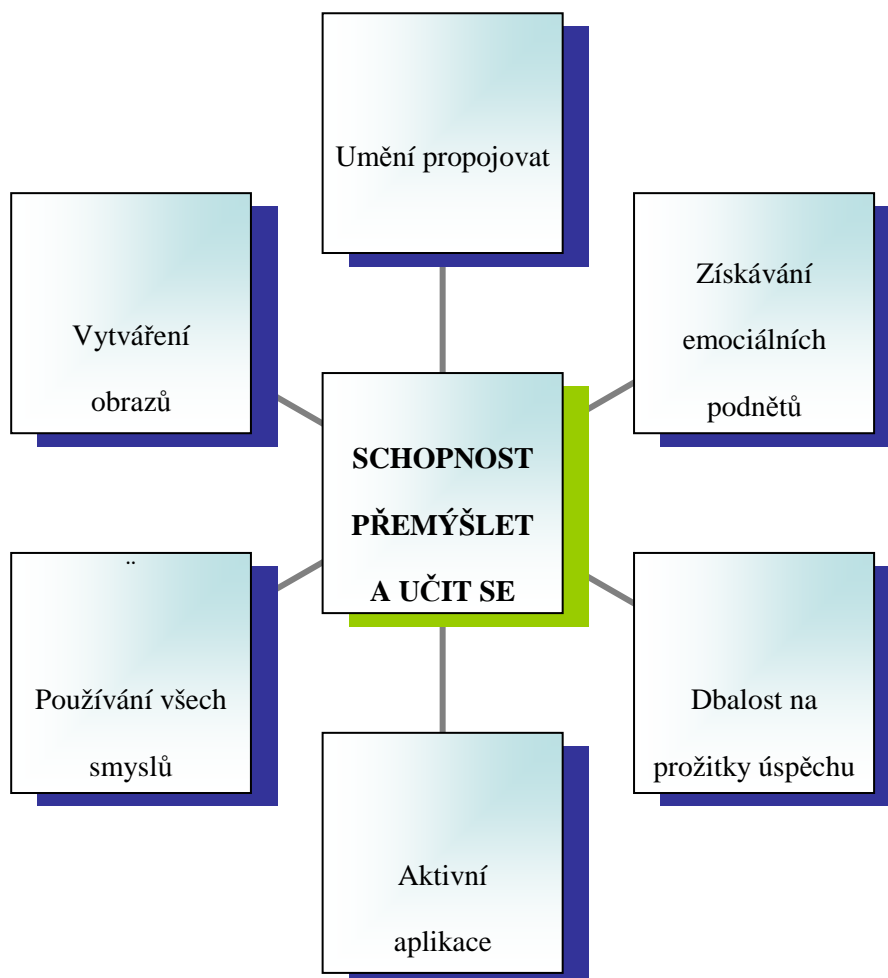 Umění propojovat
Získávání
emociálních
podnětů
Vytváření
obrazů
SCHOPNOST
PŘEMÝŠLET
A UČIT SE
¨
Používání všech
smyslů
Dbalost na
prožitky úspěchu
Aktivní
aplikace